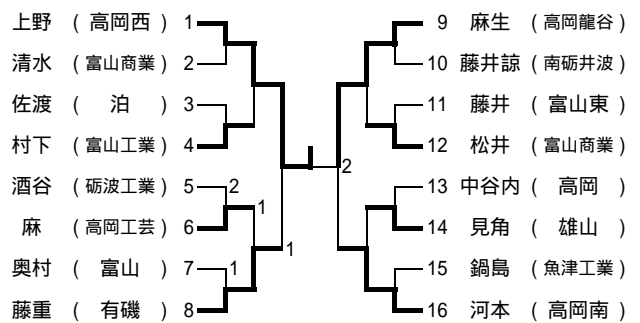 上野 ( 高岡西 ) 1
清水 ( 富山商業 ) 2
佐渡 ( 泊 ) 3
村下 ( 富山工業 ) 4
酒谷 ( 砺波工業 ) 5
麻 ( 高岡工芸 ) 6
奥村 ( 富山 ) 7
藤重 ( 有磯 ) 8
2
1
1
1
2
9 麻生 ( 高岡龍谷 )
10 藤井諒 ( 南砺井波 )
11 藤井 ( 富山東 )
12 松井 ( 富山商業 )
13 中谷内 ( 高岡 )
14 見角 ( 雄山 )
15 鍋島 ( 魚津工業 )
16 河本 ( 高岡南 )